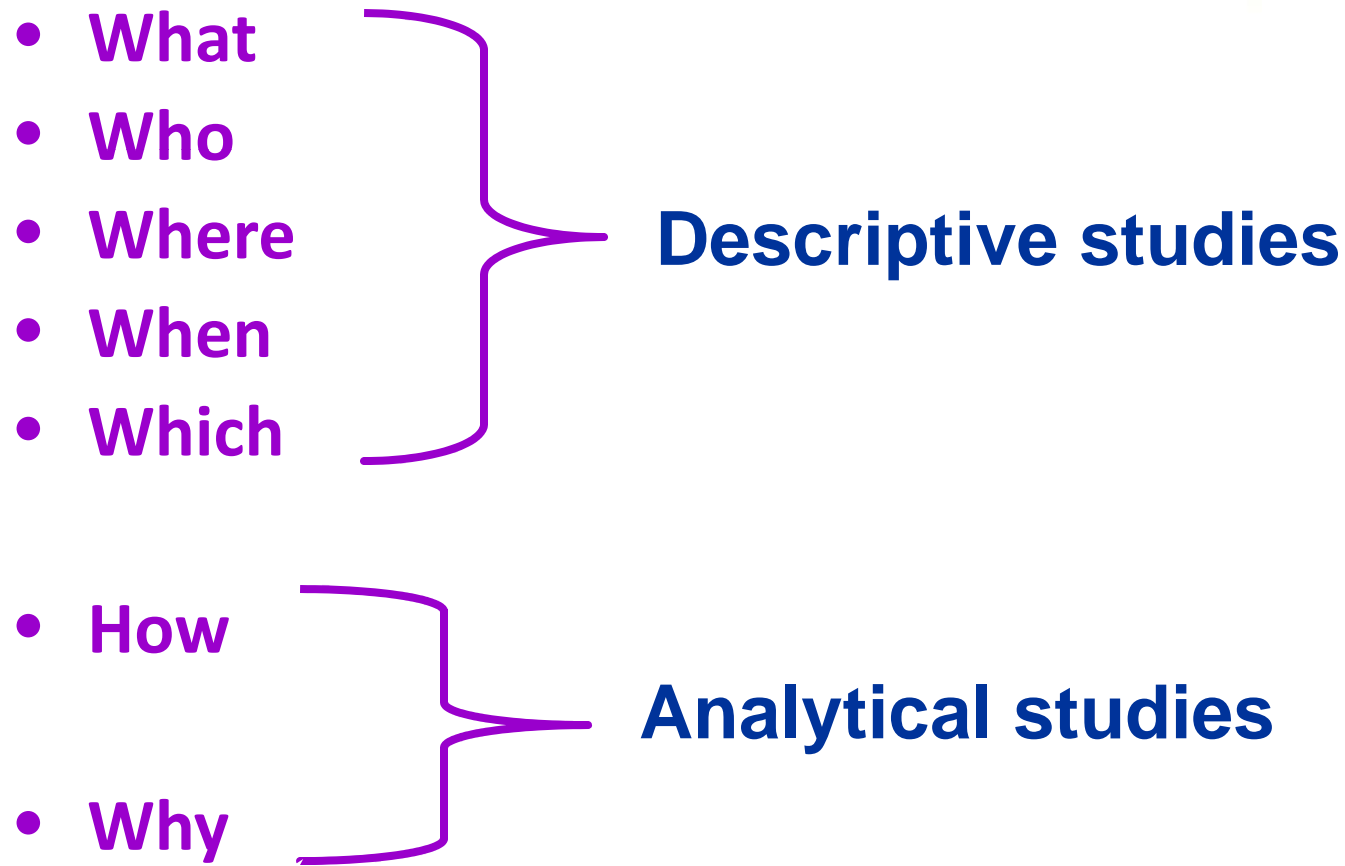 • What
• Who
• Where
Descriptive studies
• When
• Which
• How
Analytical studies
• Why